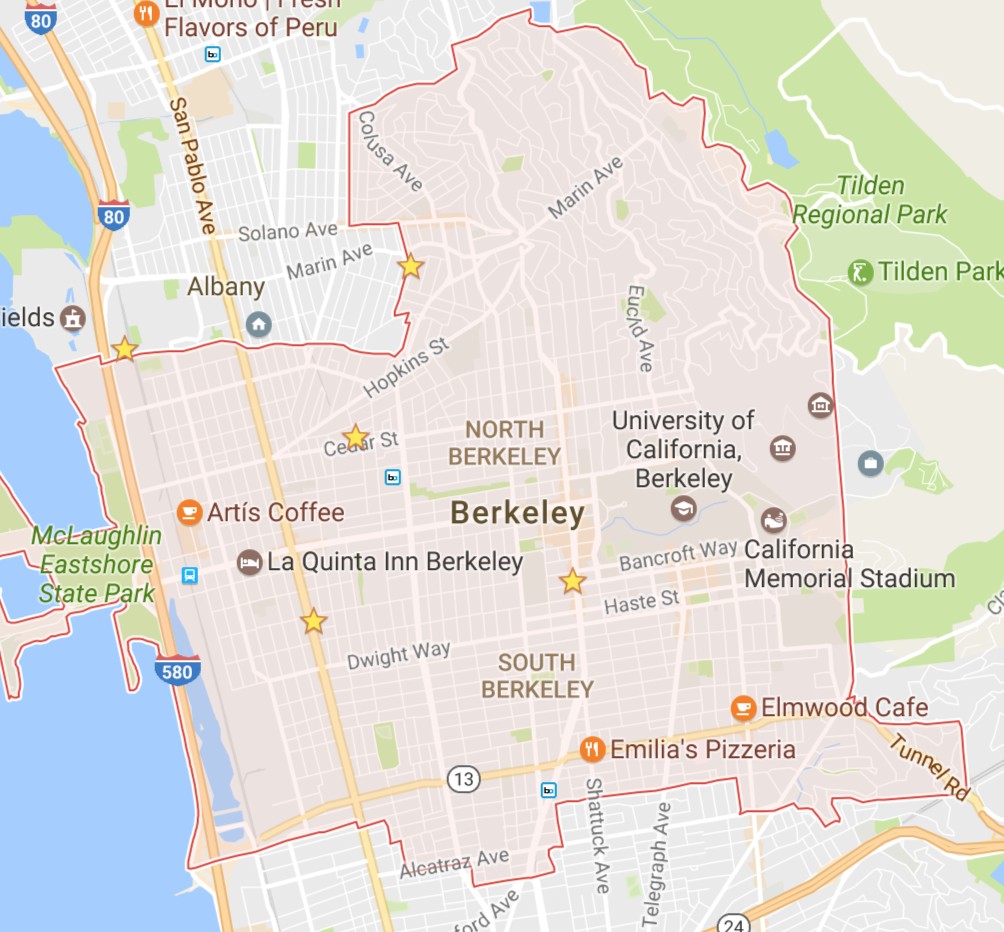 El Mono | Fresh
Flavors of Peru
80
San Pablo Ave
Colusa Ave
Marin Ave
Tilden
Regional Park
80
Solano Ave
Marin Ave
Albany
Tilden Park
ields
Euclid Ave
Hopkins St
Cedar St
NORTH
BERKELEY
University of
California,
Berkeley
Berkeley
Artís Coffee
McLaughlin
Eastshore
State Park
La Quinta Inn Berkeley
Bancroft Way
California
Memorial Stadium
Haste St
Dwight Way
580
SOUTH
BERKELEY
Elmwood Cafe
Emilia's Pizzeria
Tunnel Rd
13
Shattuck Ave
Telegraph Ave
Alcatraz Ave
ford Ave
24